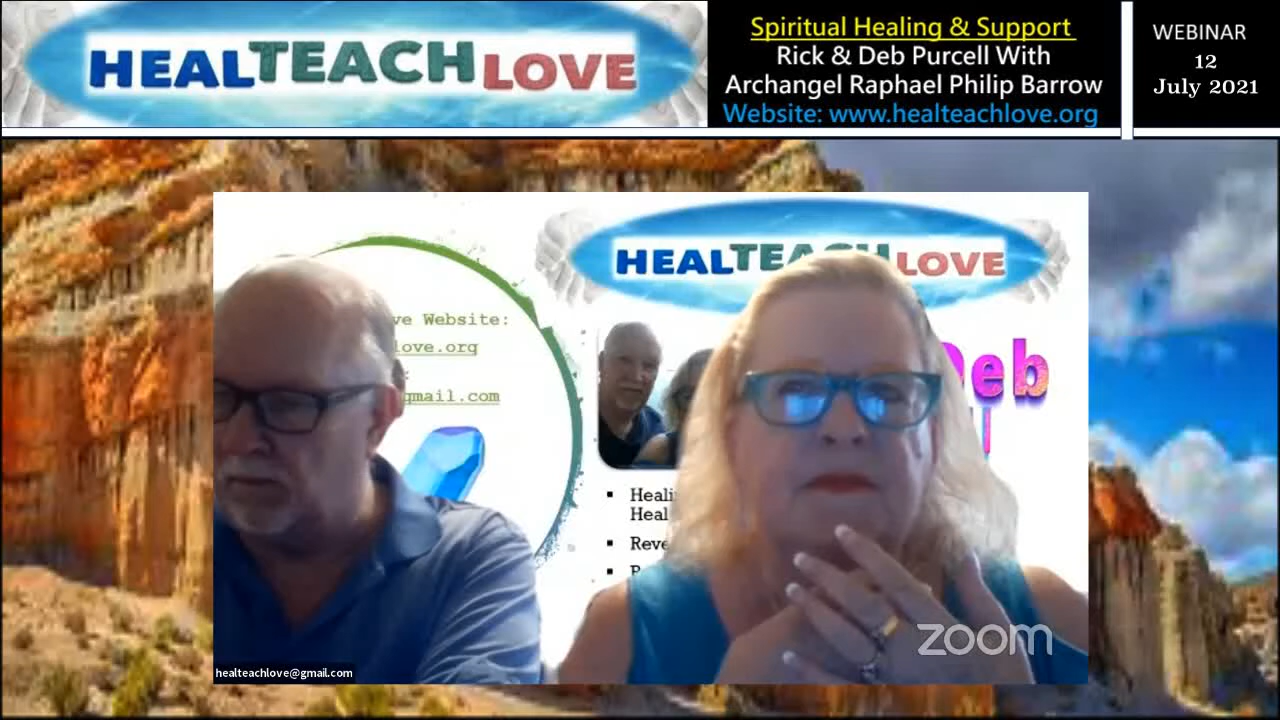 HEALTEACHLOVE
Spiritual Healing & Support
Rick & Deb Purcell With
Archangel Raphael Philip Barrow
Website: www.healteachlove.org
WEBINAR
12
July 2021
HEALTEACHLOVE
ve Website:
love.org
gmail.com
Deb
Heali
Heal
Reve
zoom
healteachlove@gmail.com